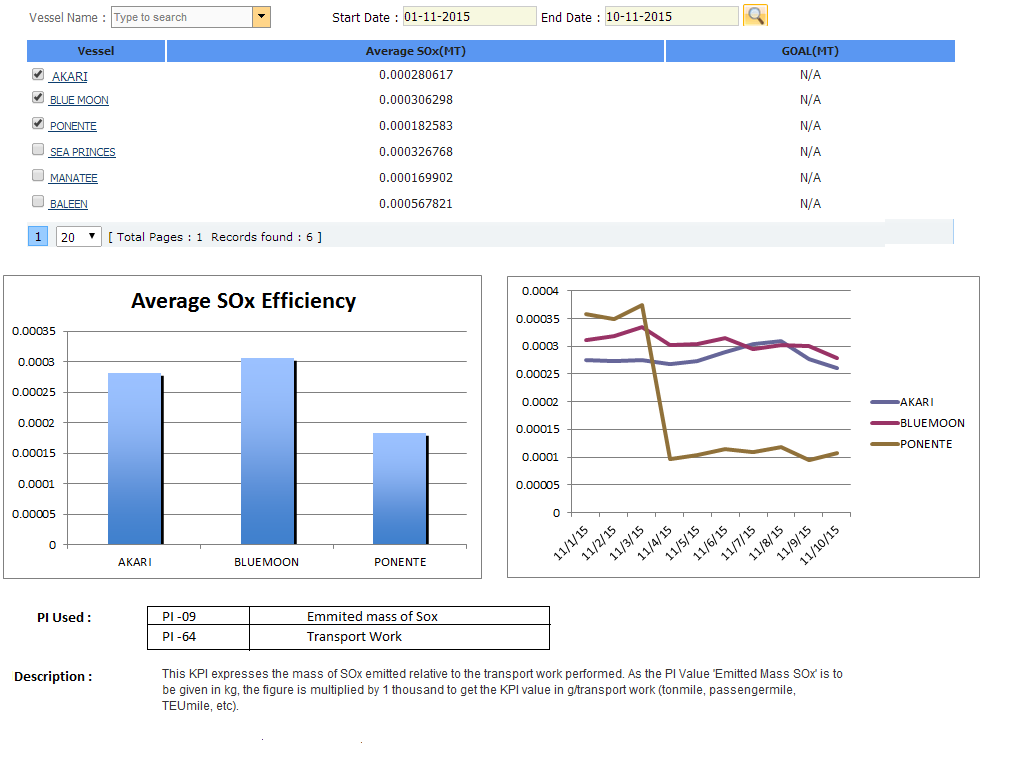 Vessel Name : Type to search Start Date : 01-11-2015 End Date : 10-11-2015
Vessel Average SOx(MT) GOAL(MT)
AKARI 0.000280617 N/A
BLUE MOON 0.000306298 N/A
PONENTE 0.000182583 N/A
SEA PRINCES 0.000326768 N/A
MANATEE 0.000169902 N/A
BALEEN 0.000567821 N/A
1 20 [ Total Pages : 1 Records found : 6 ]
Average SOx Efficiency
0.00035
0.0003
0.00025
0.0002
0.00015
0.0001
0.00005
0
AKARI BLUEMOON PONENTE
0.0004
0.00035
0.0003
0.00025
0.0002
0.00015
0.0001
0.00005
0
11/1/15 11/2/15 11/3/15 11/4/15 11/5/15 11/6/15 11/7/15 11/8/15 11/9/15 11/10/15
AKARI
BLUEMOON
PONENTE
PI Used : PI -09 Emmited mass of Sox
PI -64 Transport Work
Description : This KPI expresses the mass of SOx emitted relative to the transport work performed. As the PI Value 'Emitted Mass SOx' is to
be given in kg, the figure is multiplied by 1 thousand to get the KPI value in g/transport work (tonmile, passengermile,
TEUmile, etc).